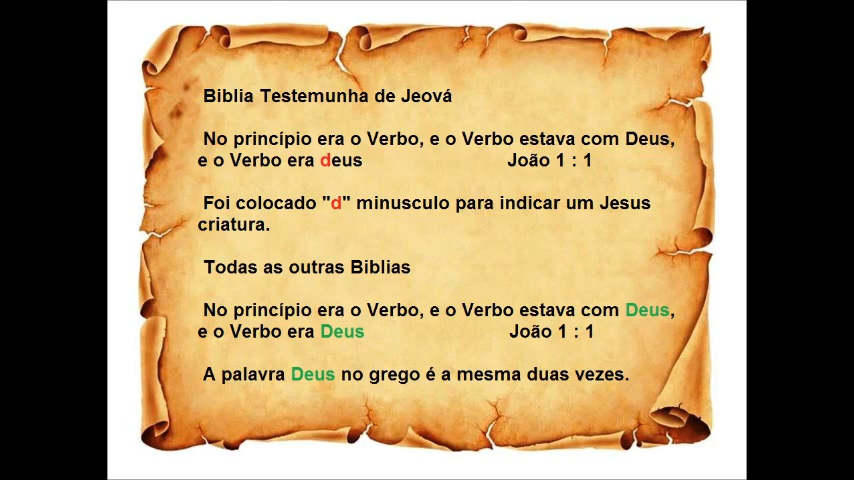 Biblia Testemunha de Jeová
No princípio era o Verbo, e o Verbo estava com Deus,
e o Verbo era deus João 1 : 1
Foi colocado "d" minusculo para indicar um Jesus
criatura.
Todas as outras Biblias
No princípio era o Verbo, e o Verbo estava com Deus,
e o Verbo era Deus João 1 : 1
A palavra Deus no grego é a mesma duas vezes.